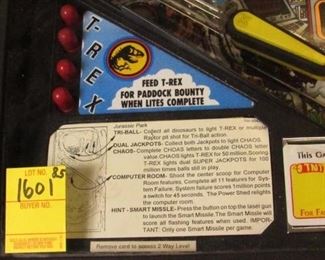 T-REX
FEED T-REX
FOR PADDOCK BOUNTY
WHEN LITES COMPLETE
Jurassic Park
TRI-BALL- Collect all dinosaurs to light T-REX or multiple
Raptor pit shot for Tri-Ball action.
DUAL JACKPOTS- Collect both Jackpots to light CHAOS.
CHAOS- Complete CHOAS letters to double CHAOS letter
value. CHAOS lights T-REX for 50 million. Scoring
T-REX lights dual SUPER JACKPOTS for 100
million times balls still in play.
COMPUTER ROOM- Shoot the center scoop for Computer
Room features. Complete all 11 features for Sys-
tem Failure. System failure scores 1million points
a switch for 45 seconds. The Power Shed relights
the computer room.
HINT - SMART MISSILE- Press the button on top the laser gun
to launch the Smart Missile. The Smart Missile will
score all flashing features when used. IMPOR-
TANT: Only one Smart Missile per game.
Remove card to access 2 Way Level
LOT NO.
1601
85
BUYER NO.
This Ga